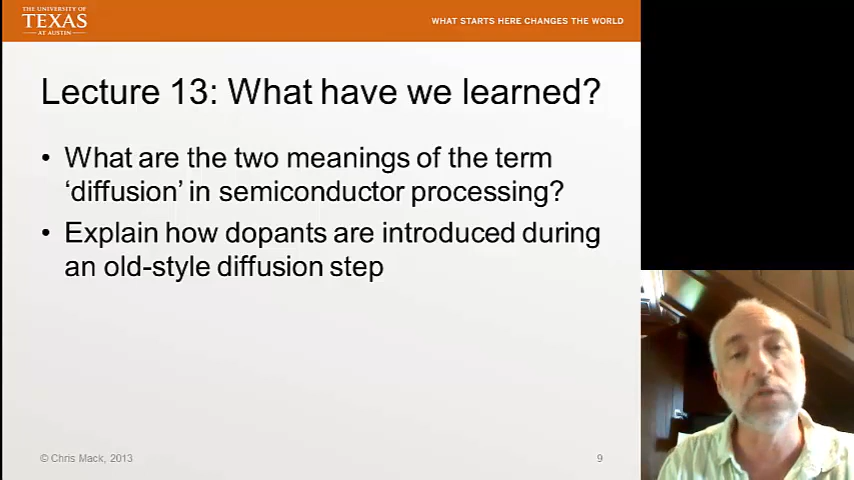 THE UNIVERSITY OF
TEXAS
AT AUSTIN
WHAT STARTS HERE CHANGES THE WORLD
Lecture 13: What have we learned?
• What are the two meanings of the term
‘diffusion’ in semiconductor processing?
• Explain how dopants are introduced during
an old-style diffusion step
© Chris Mack, 2013
9